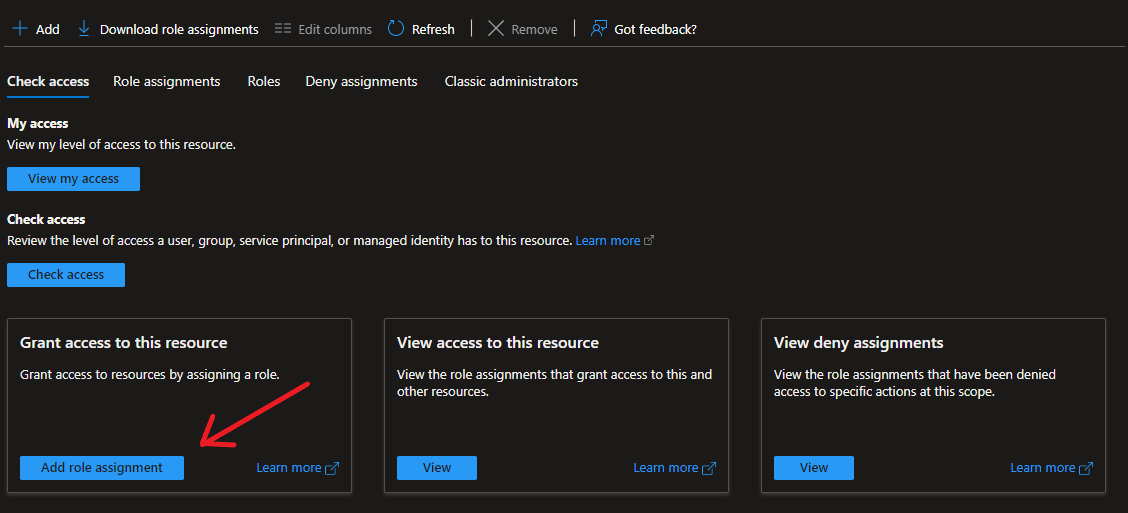 Add Download role assignments Edit columns Refresh Remove Got feedback?
Check access Role assignments Roles Deny assignments Classic administrators
My access
View my level of access to this resource.
View my access
Check access
Review the level of access a user, group, service principal, or managed identity has to this resource. Learn more
Check access
Grant access to this resource
Grant access to resources by assigning a role.
Add role assignment Learn more
View access to this resource
View the role assignments that grant access to this and
other resources.
View Learn more
View deny assignments
View the role assignments that have been denied
access to specific actions at this scope.
View Learn more